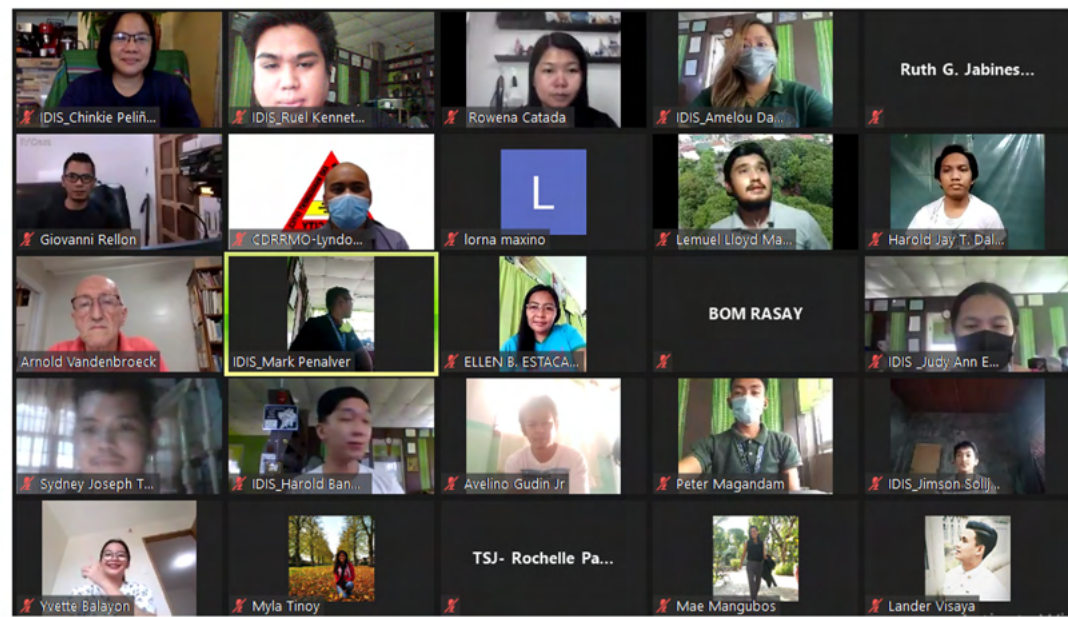 IDIS_Chinkie Peliñ...
IDIS_Ruel Kennet...
Rowena Catada
IDIS_Amelou Da...
Ruth G. Jabines...
Giovanni Rellon
CDRRMO-Lyndo...
L
lorna maxino
Lemuel Lloyd Ma...
Harold Jay T. Dal...
Arnold Vandenbroeck
IDIS_Mark Penalver
ELLEN B. ESTACA...
BOM RASAY
IDIS _Judy Ann E...
Sydney Joseph T...
IDIS_Harold Ban...
Avelino Gudin Jr
Peter Magandam
IDIS_Jimson Solij...
Yvette Balayon
Myla Tinoy
TSJ- Rochelle Pa...
Mae Mangubos
Lander Visaya